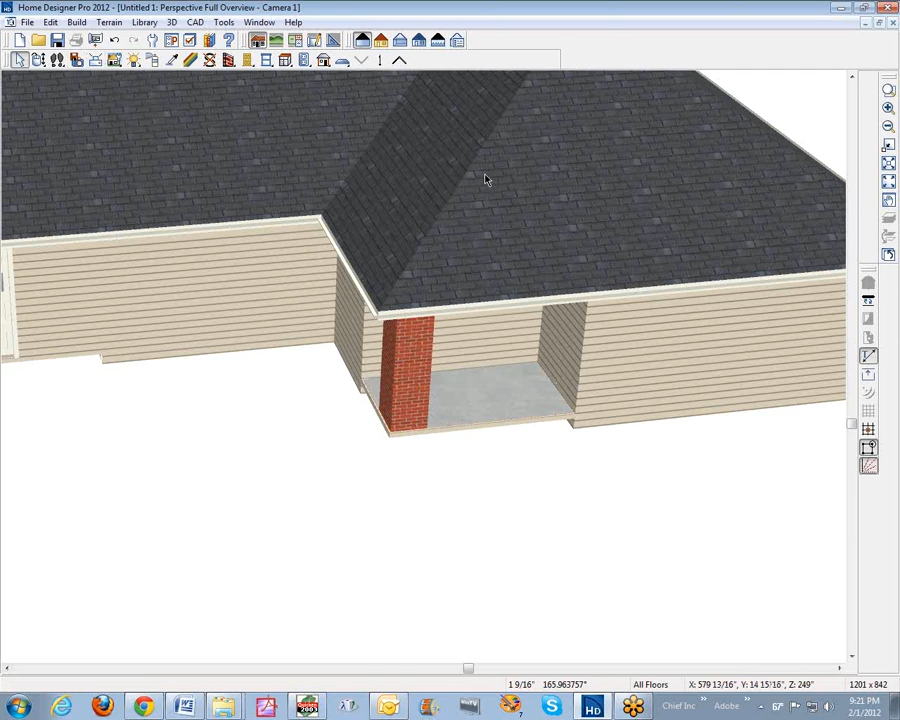 Home Designer Pro 2012 - [Untitled 1: Perspective Full Overview - Camera 1]
File Edit Build Terrain Library 3D CAD Tools Window Help
1 9/16" 165.963757° All Floors X: 579 13/16", Y: 14 15/16", Z: 249" 1201 x 842
Chief Inc Adobe 67° 9:21 PM
2/1/2012